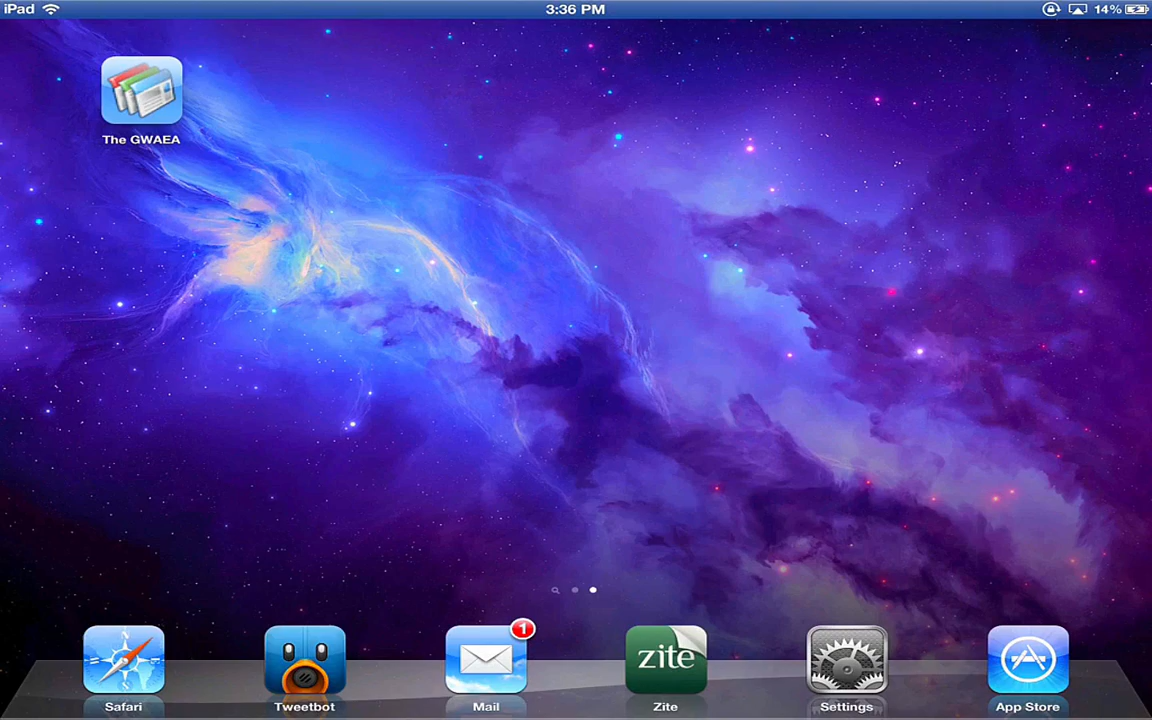 iPad 3:36 PM 14%
The GWAEA
1
zite
Safari Tweetbot Mail Zite Settings App Store